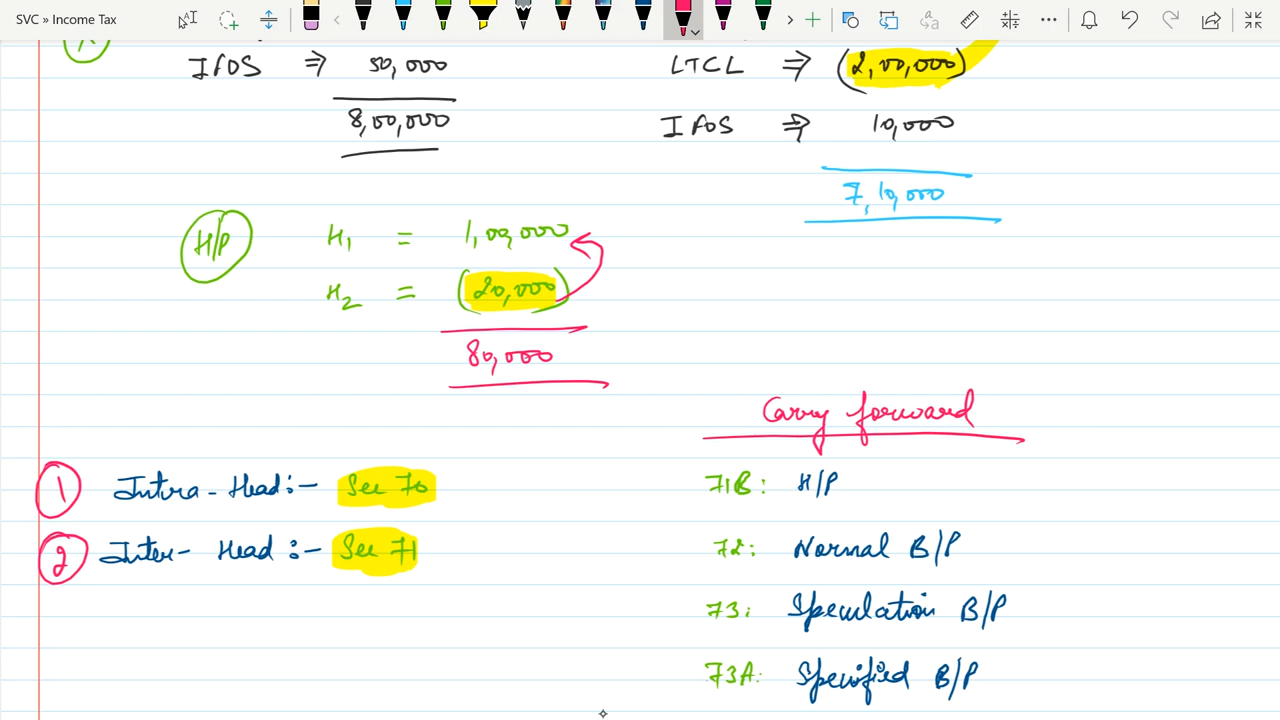 SVC » Income Tax
IFOS ⇒ 50,000
8,00,000
LTCL ⇒ (2,00,000)
IFOS ⇒ 10,000
7,10,000
H/P
H1 = 1,00,000
H2 = (20,000)
80,000
1 Intra-Head:- Sec 70
2 Inter-Head:- Sec 71
Carry forward
71B: H/P
72: Normal B/P
73: Speculation B/P
73A: Specified B/P